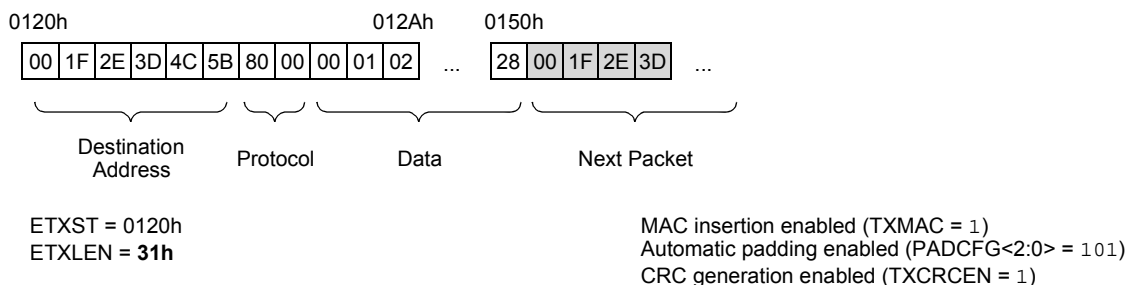 0120h 012Ah 0150h
00 1F 2E 3D 4C 5B 80 00 00 01 02 ... 28 00 1F 2E 3D ...
Destination
Address
Protocol
Data
Next Packet
ETXST = 0120h
ETXLEN = 31h
MAC insertion enabled (TXMAC = 1)
Automatic padding enabled (PADCFG<2:0> = 101)
CRC generation enabled (TXCRCEN = 1)